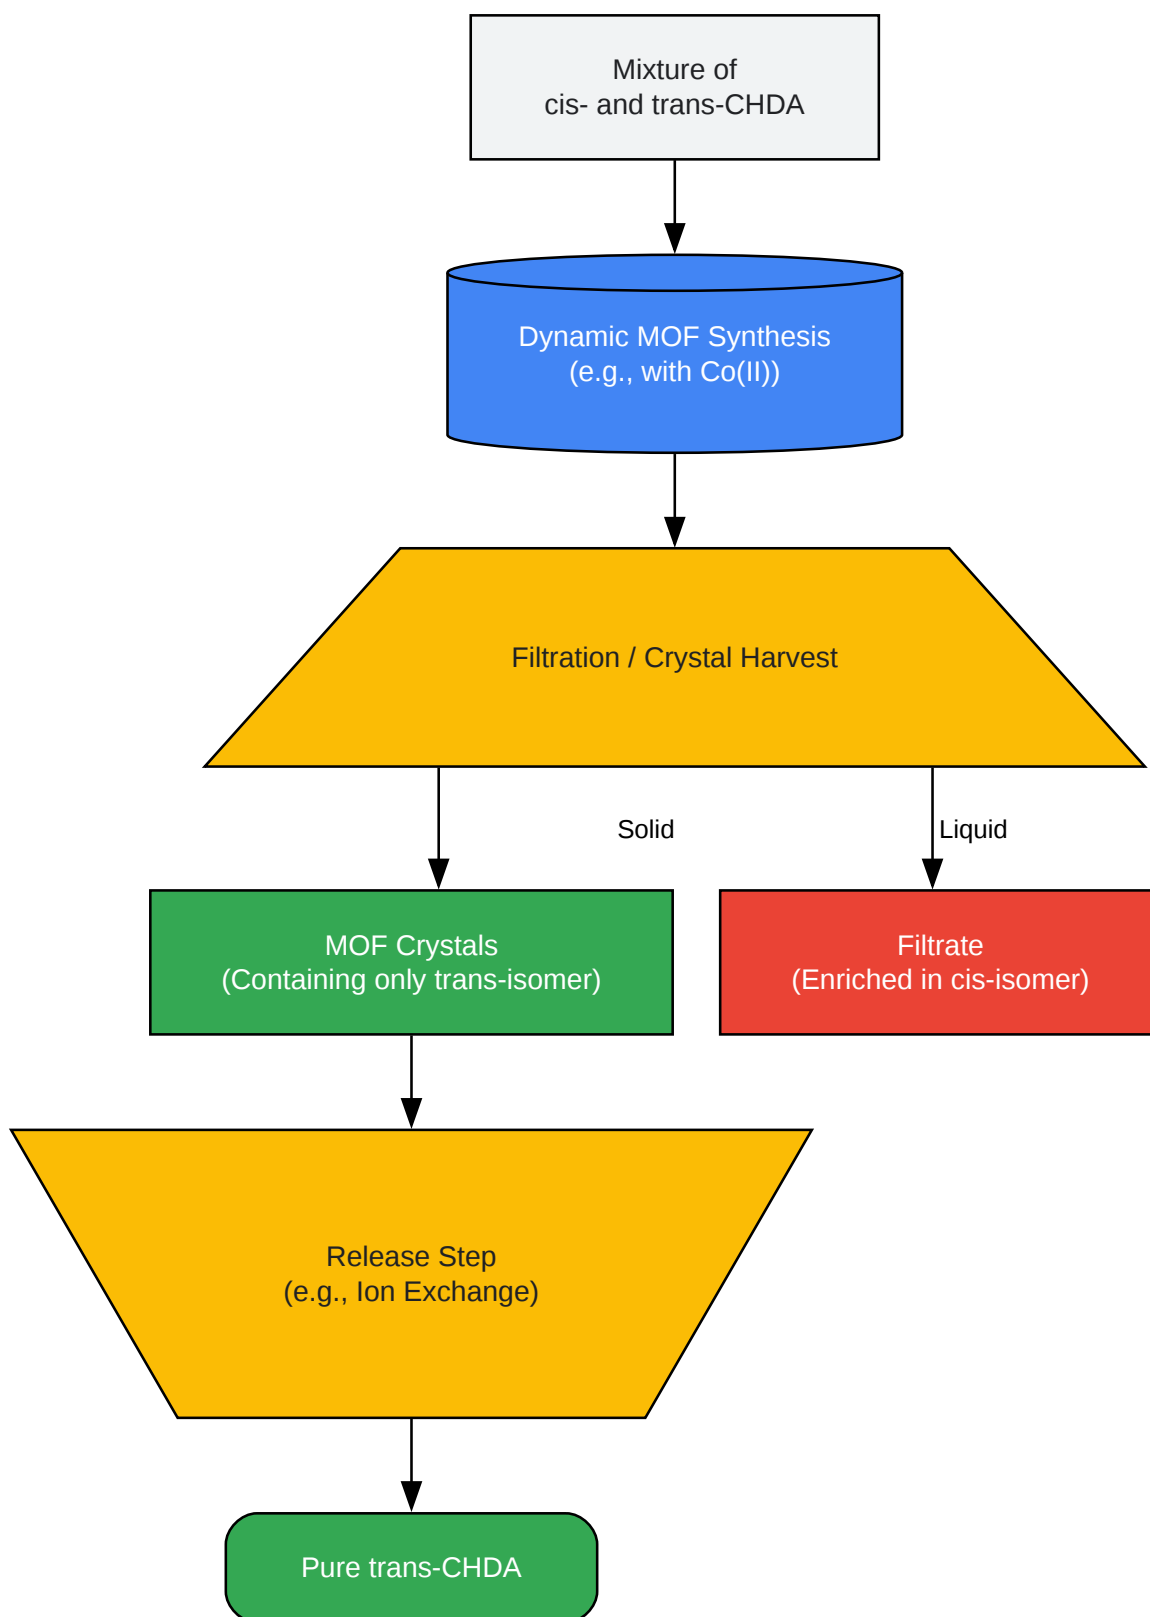 Mixture of
cis- and trans-CHDA
Dynamic MOF Synthesis
(e.g., with Co(II))
Filtration / Crystal Harvest
Solid
Liquid
MOF Crystals
(Containing only trans-isomer)
Filtrate
(Enriched in cis-isomer)
Release Step
(e.g., Ion Exchange)
Pure trans-CHDA